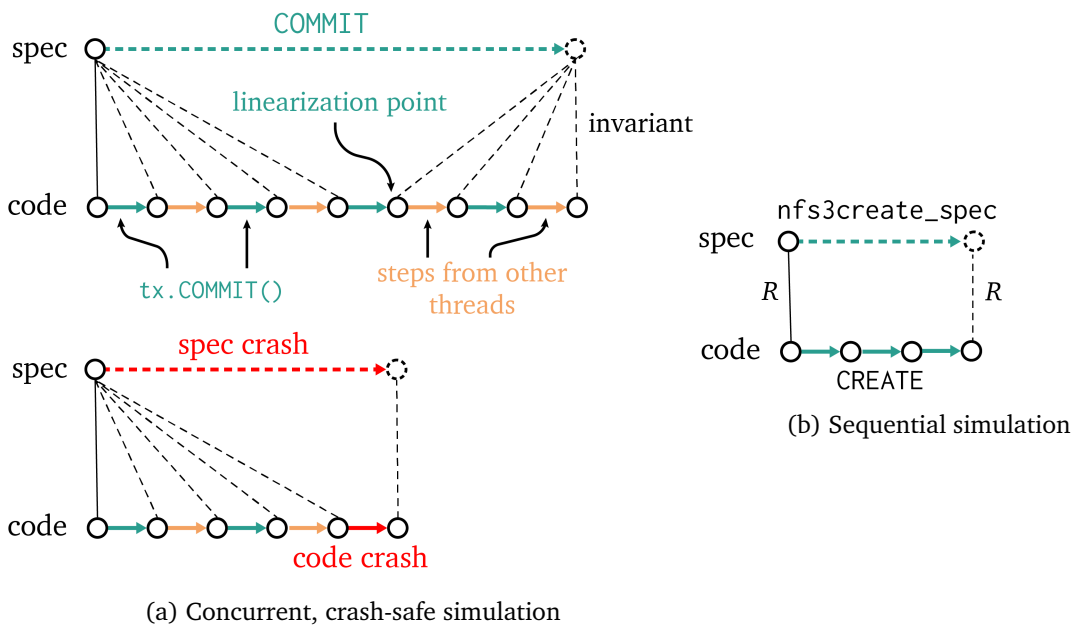 COMMIT
spec
linearization point
invariant
code
tx.COMMIT()
steps from other
threads
spec crash
spec
code
code crash
(a) Concurrent, crash-safe simulation
nfs3create_spec
spec
R
R
code
CREATE
(b) Sequential simulation